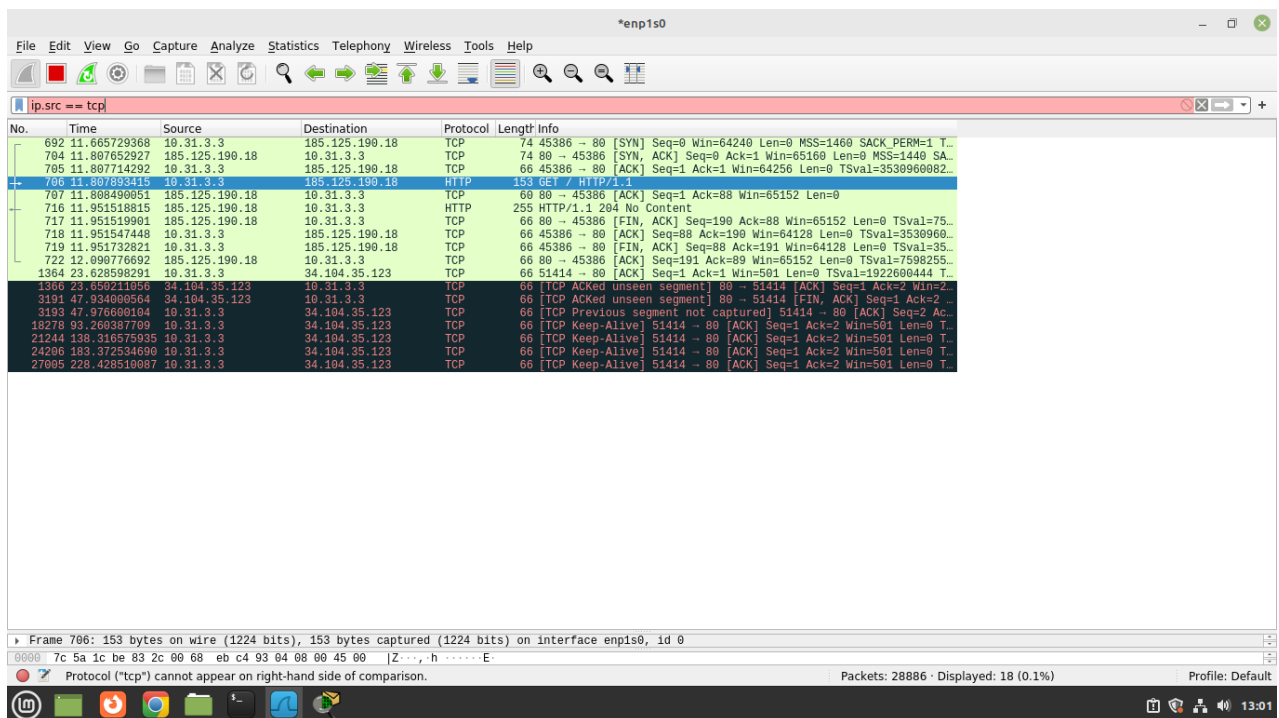 *enp1s0
File Edit View Go Capture Analyze Statistics Telephony Wireless Tools Help
ip.src == tcp
No. Time Source Destination Protocol Length Info
692 11.665729368 10.31.3.3 185.125.190.18 TCP 74 45386 → 80 [SYN] Seq=0 Win=64240 Len=0 MSS=1460 SACK_PERM=1 T…
704 11.807652927 185.125.190.18 10.31.3.3 TCP 74 80 → 45386 [SYN, ACK] Seq=0 Ack=1 Win=65160 Len=0 MSS=1440 SA…
705 11.807714292 10.31.3.3 185.125.190.18 TCP 66 45386 → 80 [ACK] Seq=1 Ack=1 Win=64256 Len=0 TSval=3530960082…
706 11.807893415 10.31.3.3 185.125.190.18 HTTP 153 GET / HTTP/1.1
707 11.808490051 185.125.190.18 10.31.3.3 TCP 60 80 → 45386 [ACK] Seq=1 Ack=88 Win=65152 Len=0
716 11.951518815 185.125.190.18 10.31.3.3 HTTP 255 HTTP/1.1 204 No Content
717 11.951519901 185.125.190.18 10.31.3.3 TCP 66 80 → 45386 [FIN, ACK] Seq=190 Ack=88 Win=65152 Len=0 TSval=75…
718 11.951547448 10.31.3.3 185.125.190.18 TCP 66 45386 → 80 [ACK] Seq=88 Ack=190 Win=64128 Len=0 TSval=3530960…
719 11.951732821 10.31.3.3 185.125.190.18 TCP 66 45386 → 80 [FIN, ACK] Seq=88 Ack=191 Win=64128 Len=0 TSval=35…
722 12.090776692 185.125.190.18 10.31.3.3 TCP 66 80 → 45386 [ACK] Seq=191 Ack=89 Win=65152 Len=0 TSval=7598255…
1364 23.628598291 10.31.3.3 34.104.35.123 TCP 66 51414 → 80 [ACK] Seq=1 Ack=1 Win=501 Len=0 TSval=1922600444 T…
1366 23.650211056 34.104.35.123 10.31.3.3 TCP 66 [TCP ACKed unseen segment] 80 → 51414 [ACK] Seq=1 Ack=2 Win=2…
3191 47.934000564 34.104.35.123 10.31.3.3 TCP 66 [TCP ACKed unseen segment] 80 → 51414 [FIN, ACK] Seq=1 Ack=2 …
3193 47.976600104 10.31.3.3 34.104.35.123 TCP 66 [TCP Previous segment not captured] 51414 → 80 [ACK] Seq=2 Ac…
18278 93.260387709 10.31.3.3 34.104.35.123 TCP 66 [TCP Keep-Alive] 51414 → 80 [ACK] Seq=1 Ack=2 Win=501 Len=0 T…
21244 138.316575935 10.31.3.3 34.104.35.123 TCP 66 [TCP Keep-Alive] 51414 → 80 [ACK] Seq=1 Ack=2 Win=501 Len=0 T…
24206 183.372534690 10.31.3.3 34.104.35.123 TCP 66 [TCP Keep-Alive] 51414 → 80 [ACK] Seq=1 Ack=2 Win=501 Len=0 T…
27005 228.428510087 10.31.3.3 34.104.35.123 TCP 66 [TCP Keep-Alive] 51414 → 80 [ACK] Seq=1 Ack=2 Win=501 Len=0 T…
Frame 706: 153 bytes on wire (1224 bits), 153 bytes captured (1224 bits) on interface enp1s0, id 0
0000 7c 5a 1c be 83 2c 00 68 eb c4 93 04 08 00 45 00 |Z···,·h ······E·
Protocol ("tcp") cannot appear on right-hand side of comparison. Packets: 28886 · Displayed: 18 (0.1%) Profile: Default
13:01